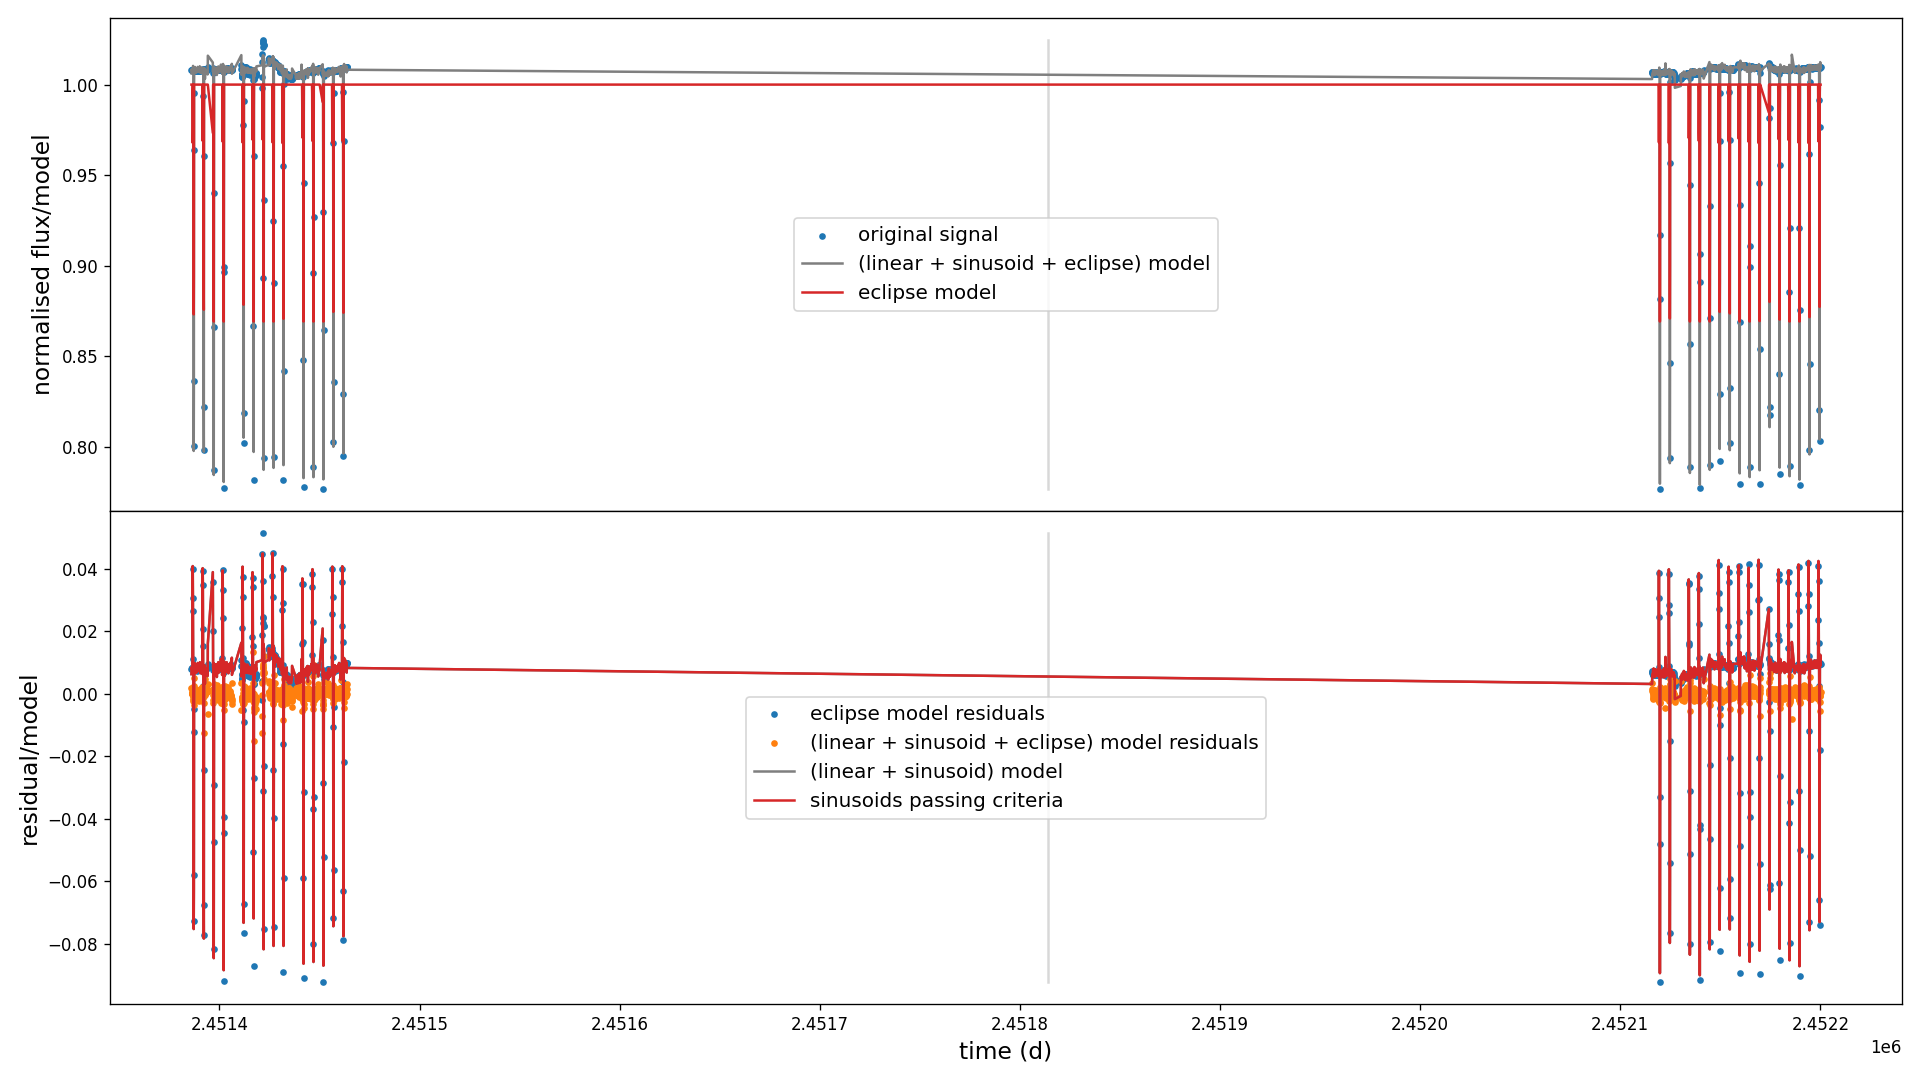 normalised flux/model
1.00
0.95
0.90
0.85
0.80
original signal
(linear + sinusoid + eclipse) model
eclipse model
residual/model
0.04
0.02
0.00
−0.02
−0.04
−0.06
−0.08
eclipse model residuals
(linear + sinusoid + eclipse) model residuals
(linear + sinusoid) model
sinusoids passing criteria
2.4514 2.4515 2.4516 2.4517 2.4518 2.4519 2.4520 2.4521 2.4522
1e6
time (d)